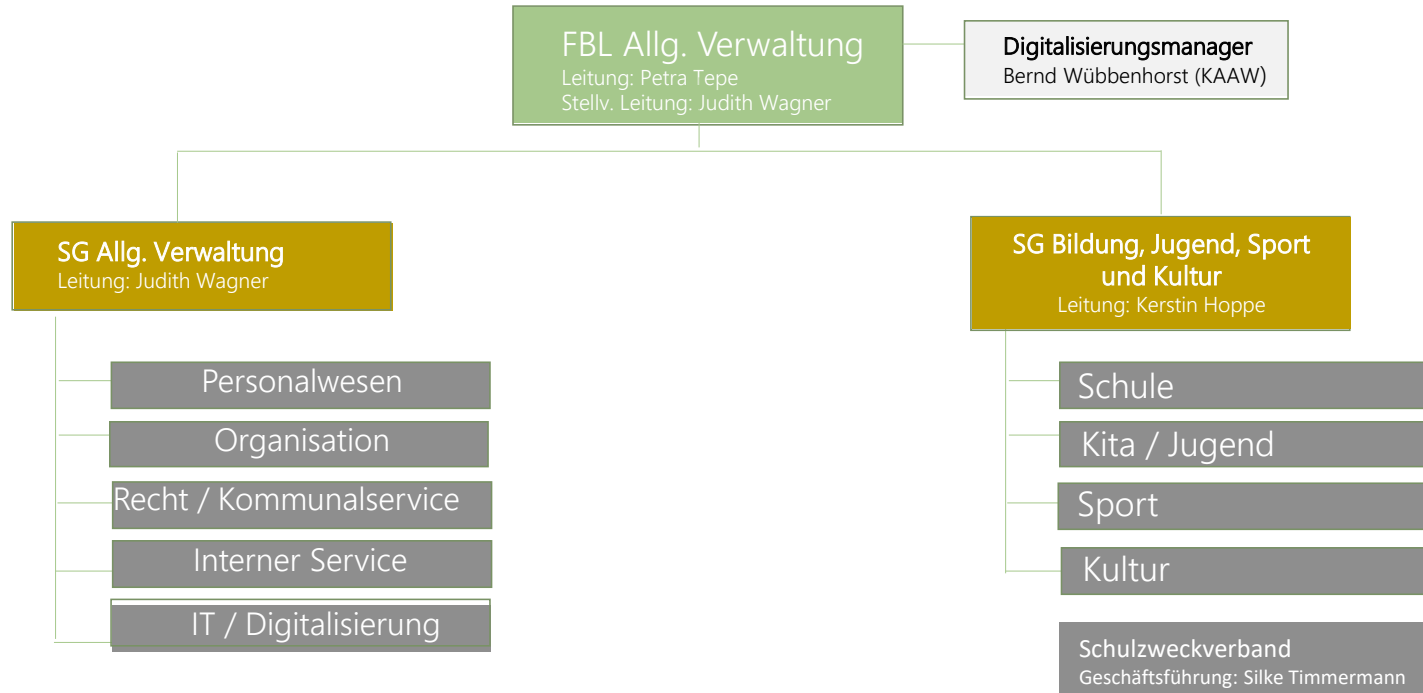 FBL Allg. Verwaltung
Leitung: Petra Tepe
Stellv. Leitung: Judith Wagner
Digitalisierungsmanager
Bernd Wübbenhorst (KAAW)
SG Allg. Verwaltung
Leitung: Judith Wagner
Personalwesen
Organisation
Recht / Kommunalservice
Interner Service
IT / Digitalisierung
SG Bildung, Jugend, Sport
und Kultur
Leitung: Kerstin Hoppe
Schule
Kita / Jugend
Sport
Kultur
Schulzweckverband
Geschäftsführung: Silke Timmermann